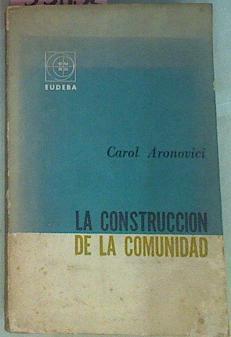 EUDEBA
Carol Aronovici
LA CONSTRUCCION
DE LA COMUNIDAD